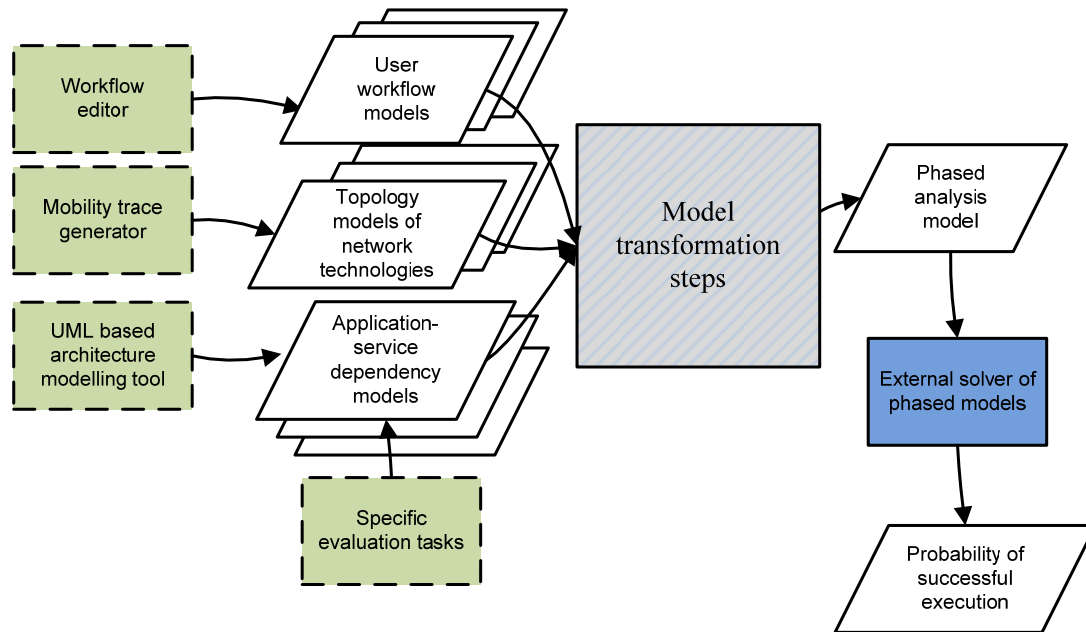 Workflow
editor
User
workflow
models
Mobility trace
generator
Topology
models of
network
technologies
UML based
architecture
modelling tool
Application-
service
dependency
models
Specific
evaluation tasks
Model
transformation
steps
Phased
analysis
model
External solver of
phased models
Probability of
successful
execution